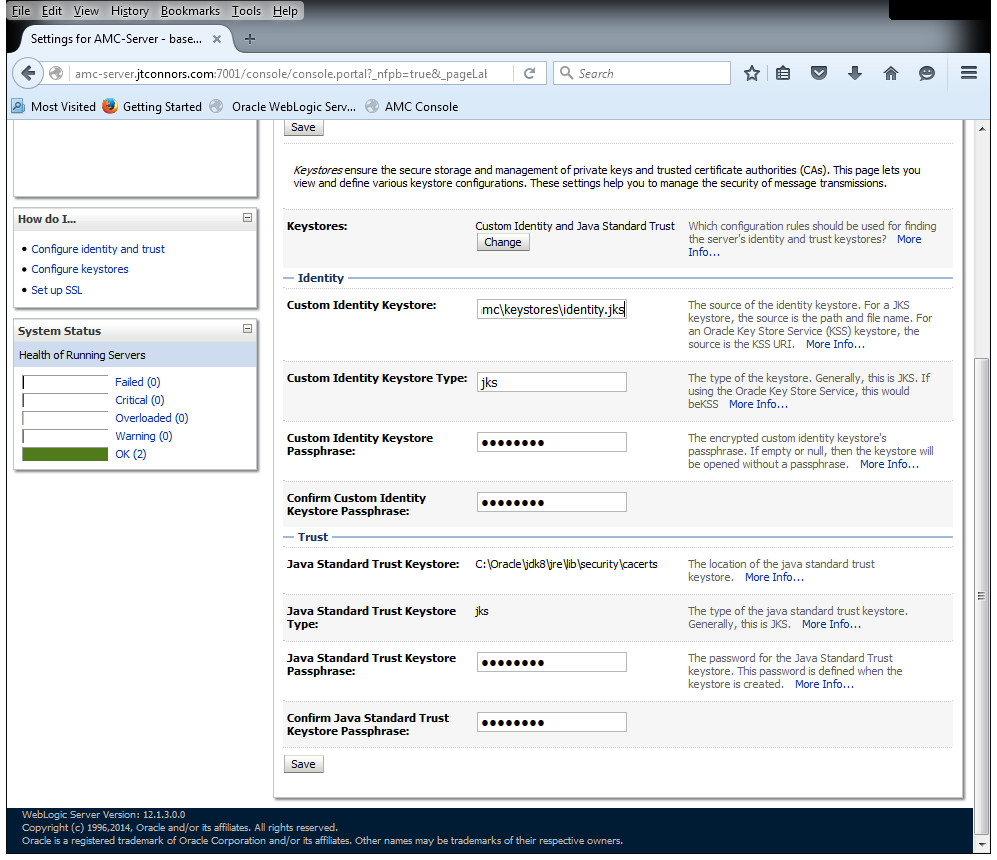 File Edit View History Bookmarks Tools Help
Settings for AMC-Server - base... × +
amc-server.jtconnors.com:7001/console/console.portal?_nfpb=true&_pageLab
Search
Most Visited Getting Started Oracle WebLogic Serv... AMC Console
Save
Keystores ensure the secure storage and management of private keys and trusted certificate authorities (CAs). This page lets you
view and define various keystore configurations. These settings help you to manage the security of message transmissions.
How do I...
Configure identity and trust
Configure keystores
Set up SSL
System Status
Health of Running Servers
Failed (0)
Critical (0)
Overloaded (0)
Warning (0)
OK (2)
Keystores:
Custom Identity and Java Standard Trust
Change
Which configuration rules should be used for finding
the server's identity and trust keystores? More
Info...
Identity
Custom Identity Keystore:
mc\keystores\identity.jks
The source of the identity keystore. For a JKS
keystore, the source is the path and file name. For
an Oracle Key Store Service (KSS) keystore, the
source is the KSS URI. More Info...
Custom Identity Keystore Type:
jks
The type of the keystore. Generally, this is JKS. If
using the Oracle Key Store Service, this would
beKSS More Info...
Custom Identity Keystore
Passphrase:
●●●●●●●●
The encrypted custom identity keystore's
passphrase. If empty or null, then the keystore will
be opened without a passphrase. More Info...
Confirm Custom Identity
Keystore Passphrase:
●●●●●●●●
Trust
Java Standard Trust Keystore:
C:\Oracle\jdk8\jre\lib\security\cacerts
The location of the java standard trust
keystore. More Info...
Java Standard Trust Keystore
Type:
jks
The type of the java standard trust keystore.
Generally, this is JKS. More Info...
Java Standard Trust Keystore
Passphrase:
●●●●●●●●
The password for the Java Standard Trust
keystore. This password is defined when the
keystore is created. More Info...
Confirm Java Standard Trust
Keystore Passphrase:
●●●●●●●●
Save
WebLogic Server Version: 12.1.3.0.0
Copyright (c) 1996,2014, Oracle and/or its affiliates. All rights reserved.
Oracle is a registered trademark of Oracle Corporation and/or its affiliates. Other names may be trademarks of their respective owners.